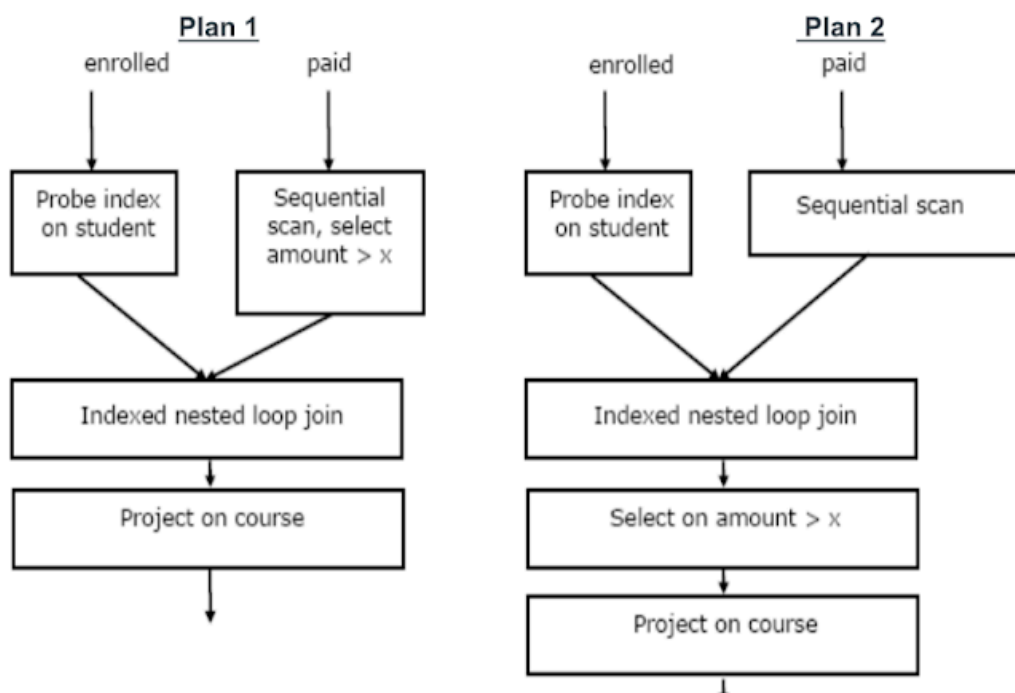 Plan 1
enrolled
paid
Probe index
on student
Sequential
scan, select
amount > x
Indexed nested loop join
Project on course
Plan 2
enrolled
paid
Probe index
on student
Sequential scan
Indexed nested loop join
Select on amount > x
Project on course